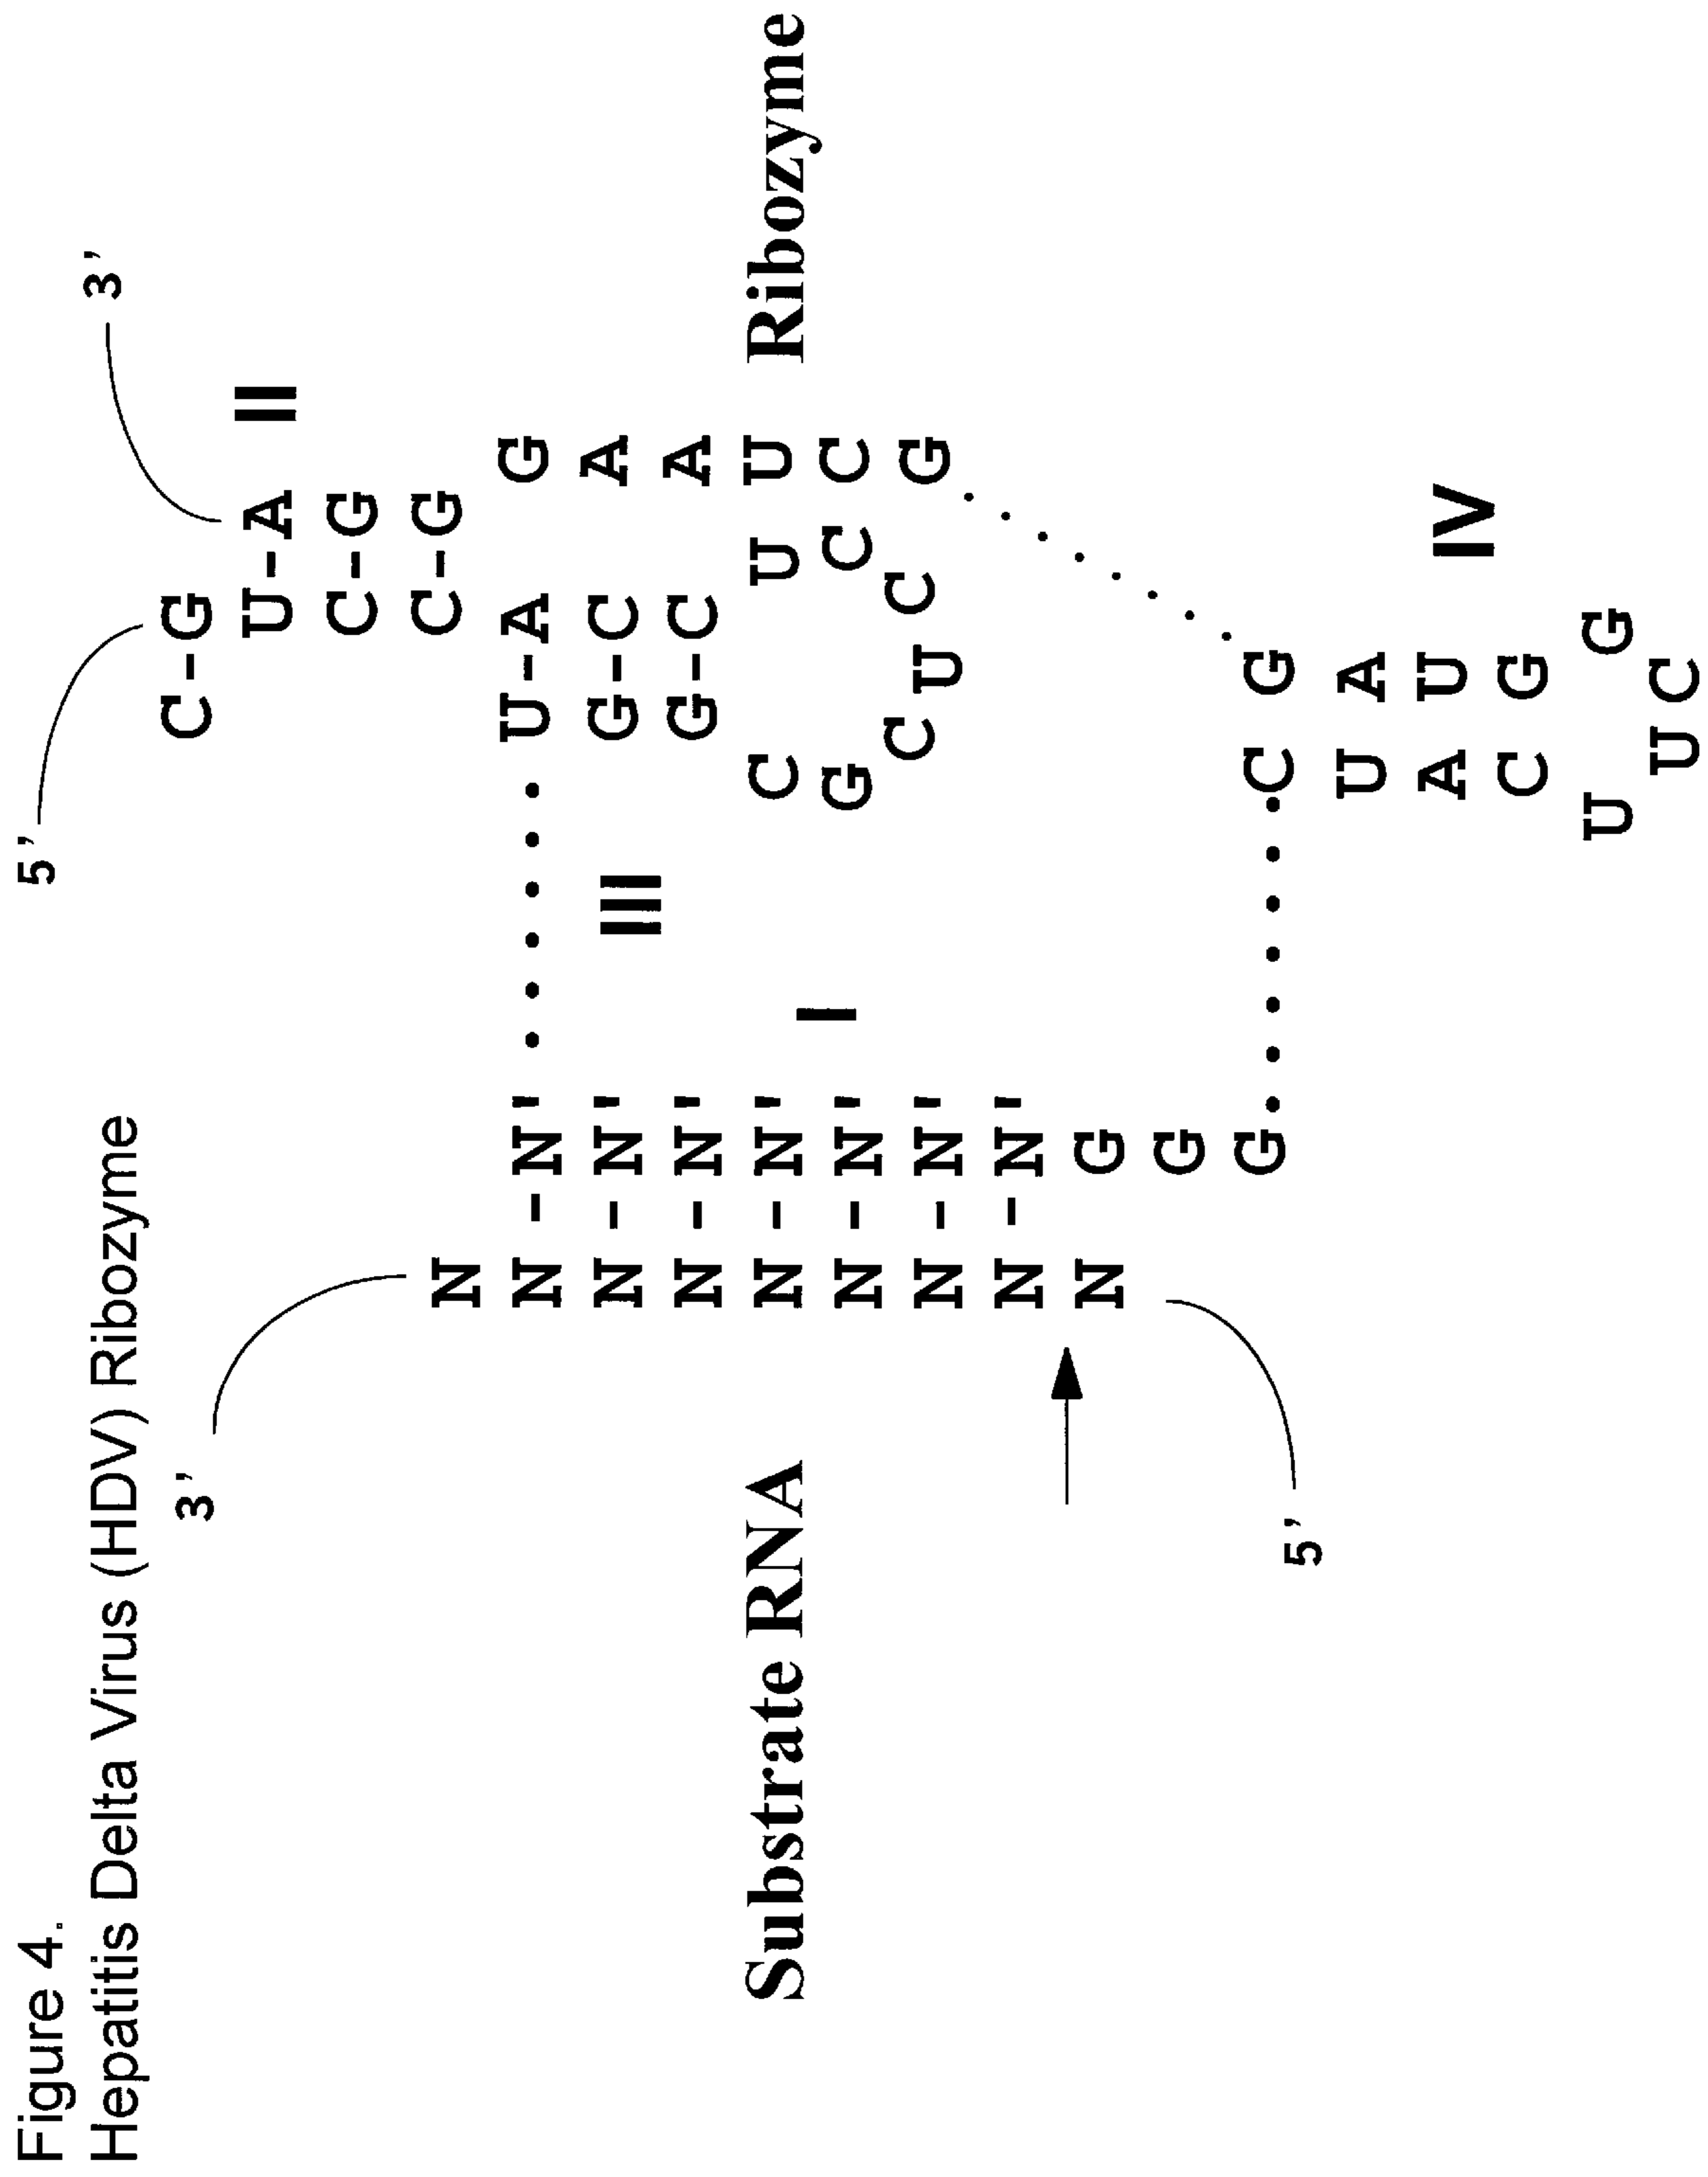 Figure 4.
5'
Hepatitis Delta Virus (HDV) Ribozyme
3'
3'
C-G
U-A II
C-G
N C-G
N-N' U-A G
N-N' III G-C A
N-N' G-C A
Substrate RNA N-N' C U U Ribozyme
N-N' I G C C
N-N' C U C G
N-N'
N G
G
G C G
5'
U A
A U IV
C G
U G
U C